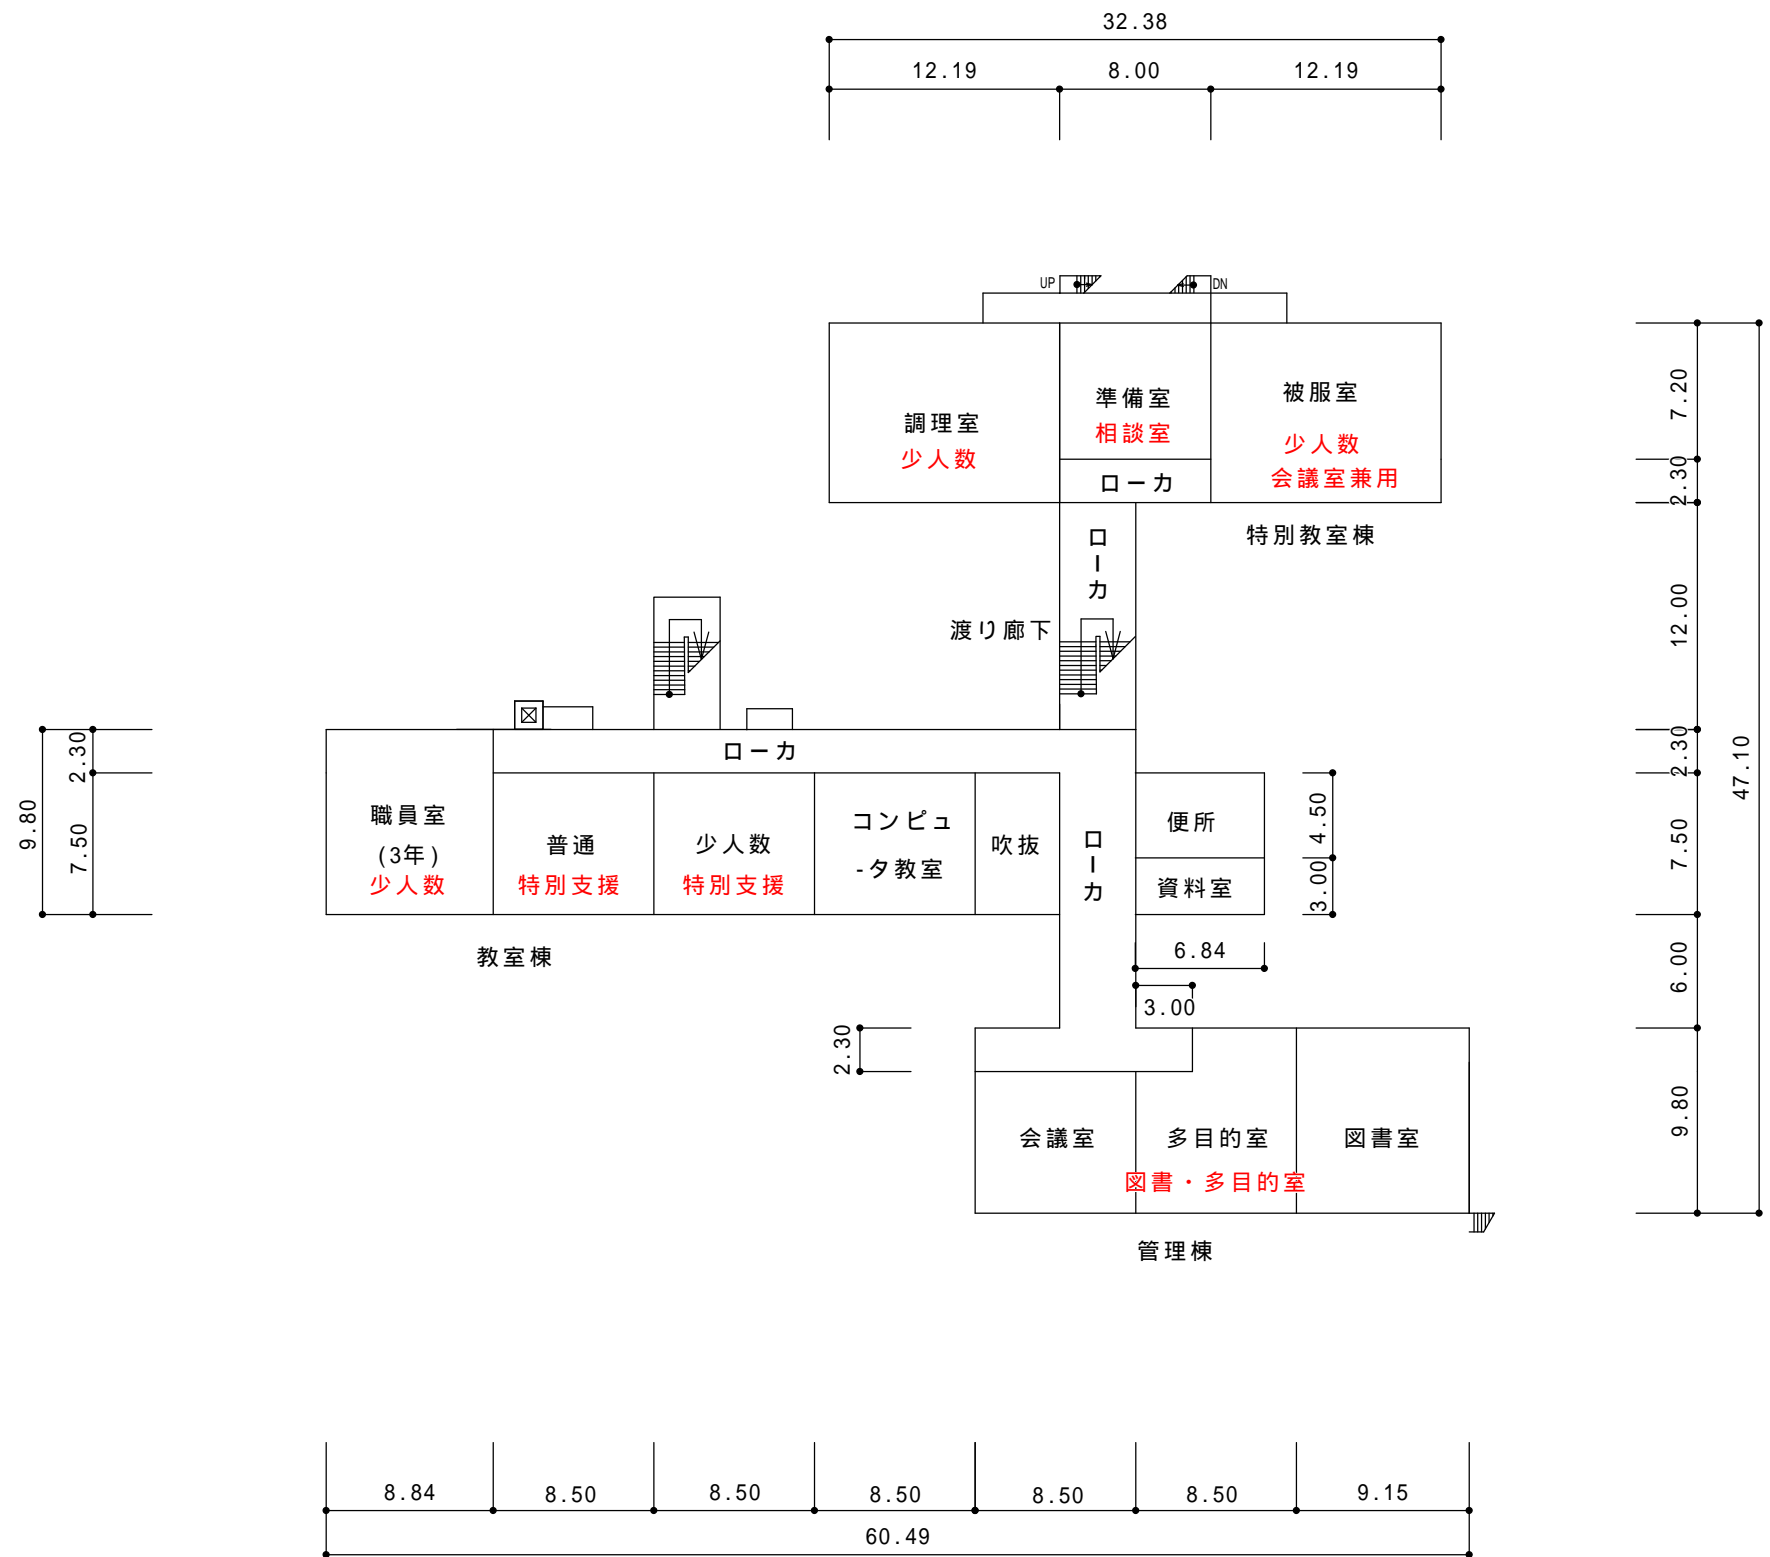 32.38
12.19
8.00
12.19
UP
DN
調理室
少人数
準備室
相談室
ローカ
被服室
少人数
会議室兼用
特別教室棟
ローカ
渡り廊下
7.20
2.30
12.00
2.30
7.50
6.00
9.80
47.10
9.80
2.30
7.50
ローカ
職員室
(3年)
少人数
普通
特別支援
少人数
特別支援
コンピュ
-タ教室
吹抜
ローカ
便所
資料室
4.50
3.00
教室棟
6.84
3.00
2.30
会議室
多目的室
図書室
図書・多目的室
管理棟
8.84
8.50
8.50
8.50
8.50
8.50
9.15
60.49